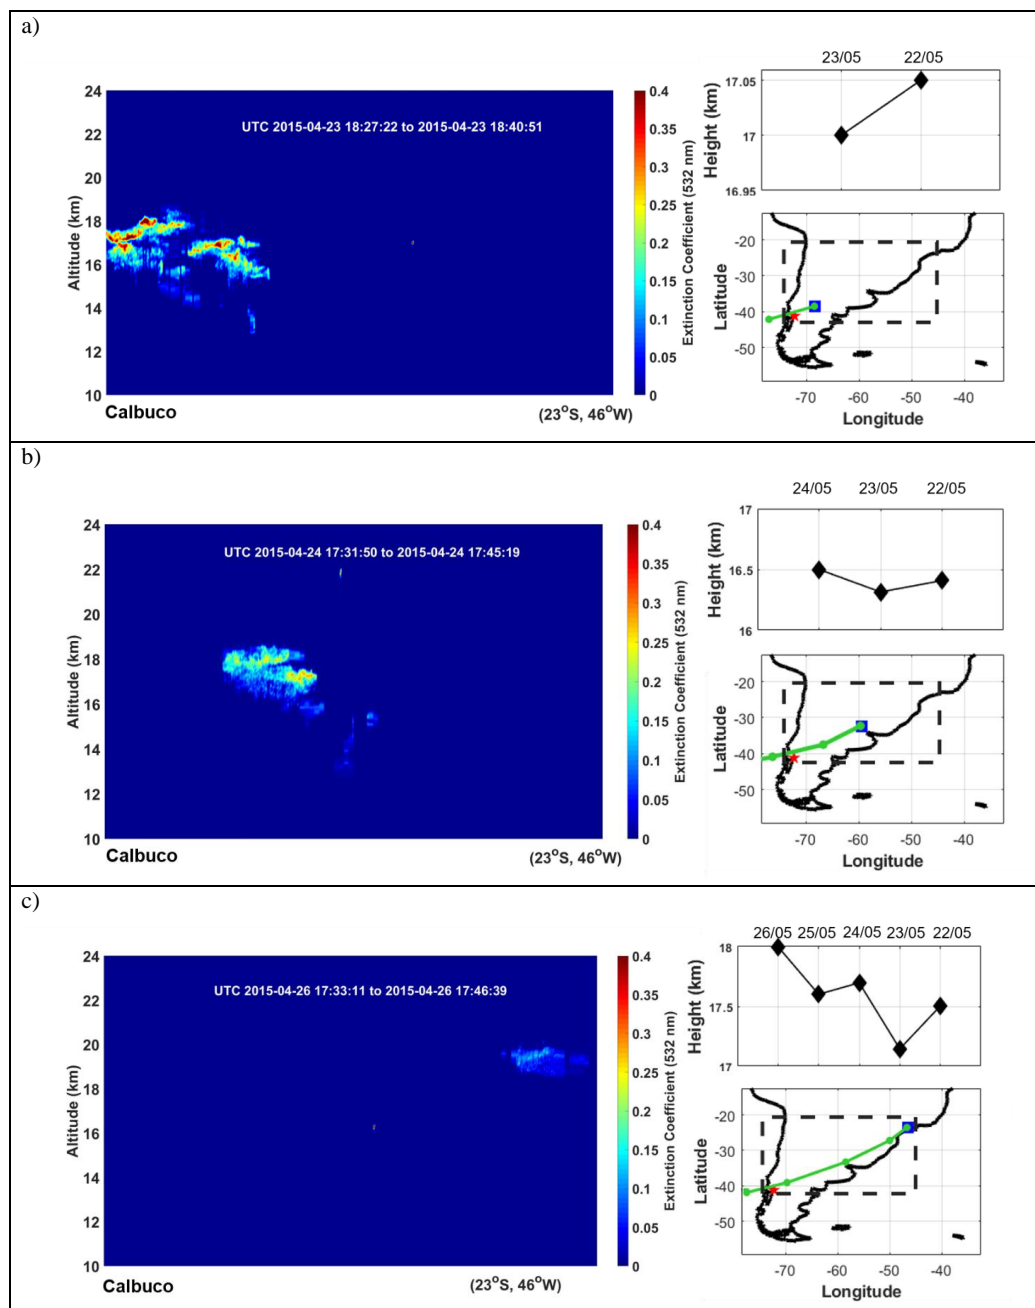 a)
24
22
20
18
16
14
12
10
Altitude (km)
UTC 2015-04-23 18:27:22 to 2015-04-23 18:40:51
Calbuco
(23°S, 46°W)
0.4
0.35
0.3
0.25
0.2
0.15
0.1
0.05
0
Extinction Coefficient (532 nm)
23/05 22/05
17.05
17
16.95
Height (km)
-20
-30
-40
-50
Latitude
-70 -60 -50 -40
Longitude
b)
24
22
20
18
16
14
12
10
Altitude (km)
UTC 2015-04-24 17:31:50 to 2015-04-24 17:45:19
Calbuco
(23°S, 46°W)
0.4
0.35
0.3
0.25
0.2
0.15
0.1
0.05
0
Extinction Coefficient (532 nm)
24/05 23/05 22/05
17
16.5
16
Height (km)
-20
-30
-40
-50
Latitude
-70 -60 -50 -40
Longitude
c)
24
22
20
18
16
14
12
10
Altitude (km)
UTC 2015-04-26 17:33:11 to 2015-04-26 17:46:39
Calbuco
(23°S, 46°W)
0.4
0.35
0.3
0.25
0.2
0.15
0.1
0.05
0
Extinction Coefficient (532 nm)
26/05 25/05 24/05 23/05 22/05
18
17.5
17
Height (km)
-20
-30
-40
-50
Latitude
-70 -60 -50 -40
Longitude